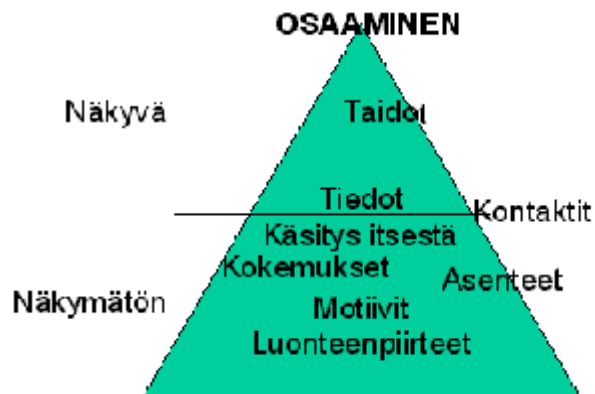 OSAAMINEN
Näkyvä
Taidot
Tiedot
Kontaktit
Käsitys itsestä
Kokemukset
Asenteet
Näkymätön
Motiivit
Luonteenpiirteet